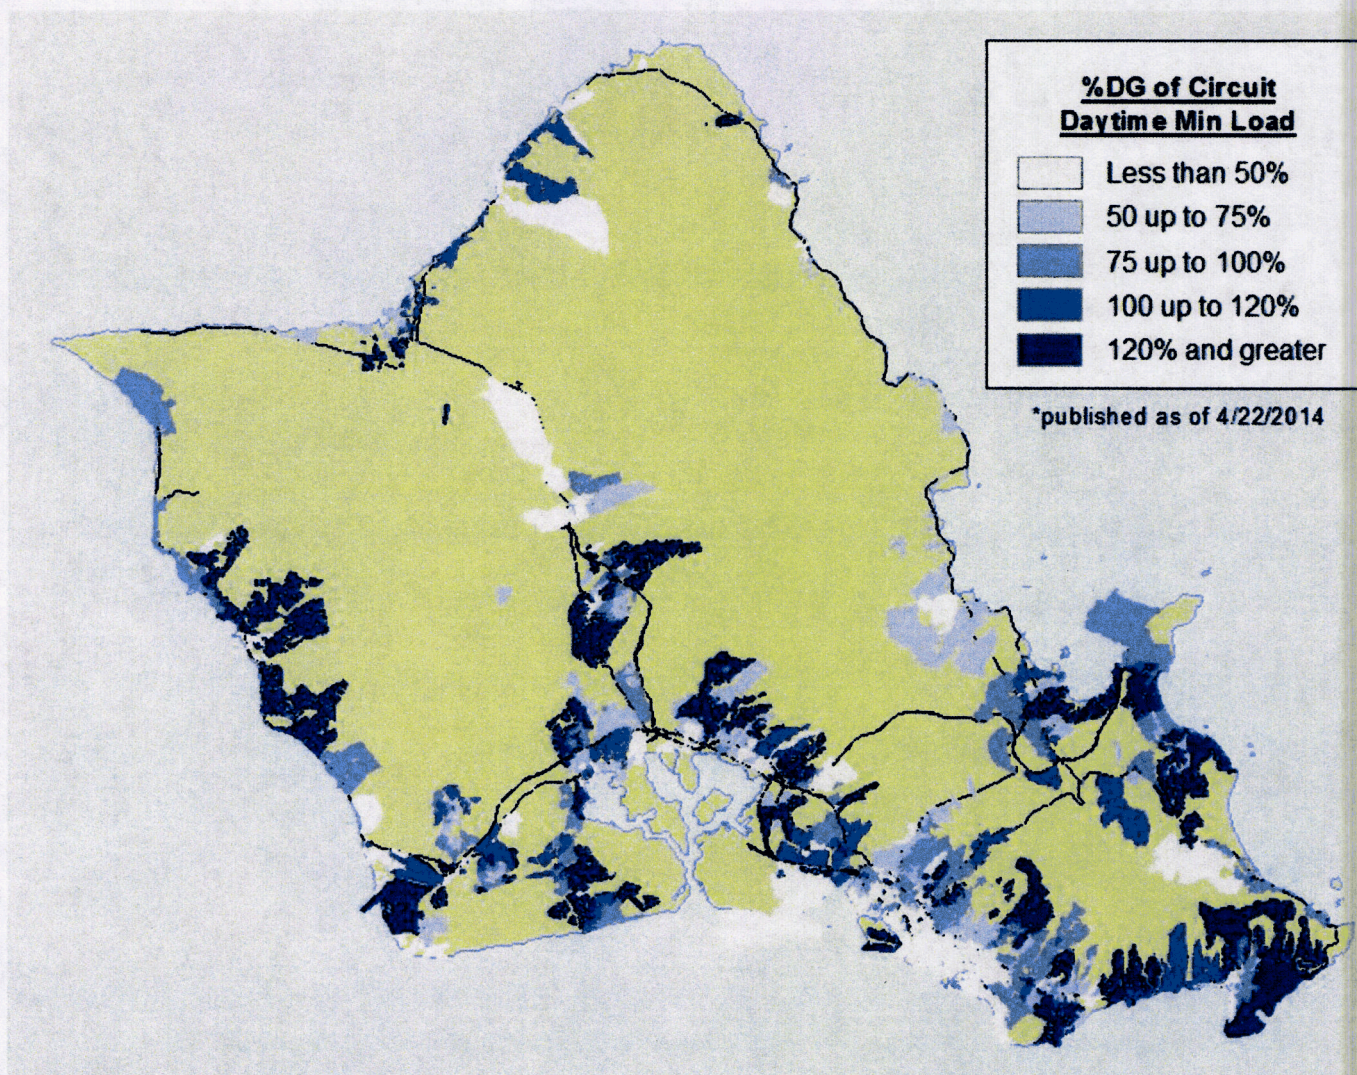 %DG of Circuit
Daytime Min Load
Less than 50%
50 up to 75%
75 up to 100%
100 up to 120%
120% and greater
*published as of 4/22/2014